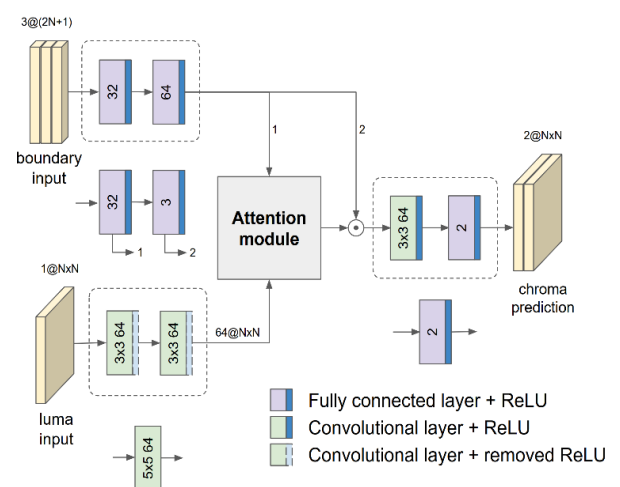 3@(2N+1)
32
64
boundary
input
1
2
32
3
1
2
Attention
module
3x3 64
2
2@NxN
chroma
prediction
1@NxN
3x3 64
3x3 64
64@NxN
luma
input
2
5x5 64
Fully connected layer + ReLU
Convolutional layer + ReLU
Convolutional layer + removed ReLU